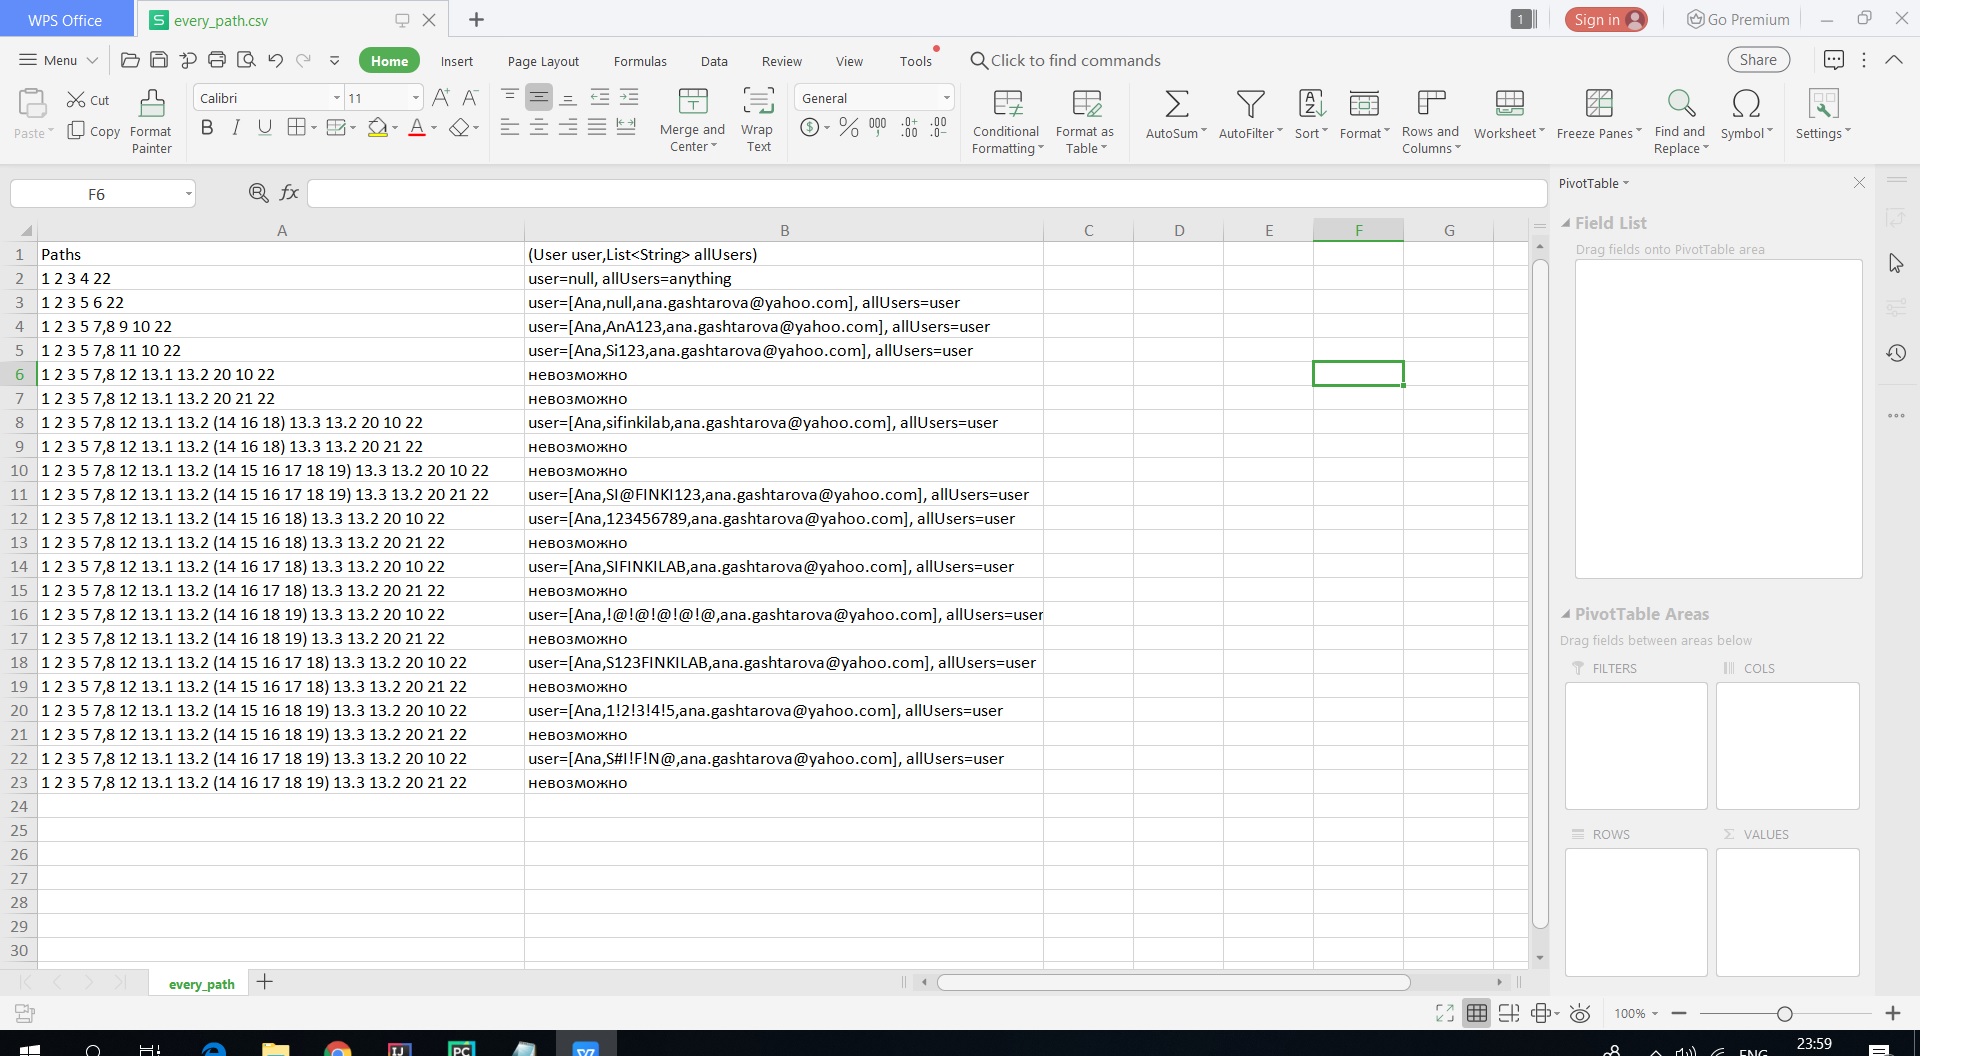 WPS Office
every_path.csv
1
Sign in
Go Premium
Menu
Home
Insert
Page Layout
Formulas
Data
Review
View
Tools
Click to find commands
Share
Paste
Cut
Copy
Format Painter
Calibri
11
Merge and Center
Wrap Text
General
Conditional Formatting
Format as Table
AutoSum
AutoFilter
Sort
Format
Rows and Columns
Worksheet
Freeze Panes
Find and Replace
Symbol
Settings
F6
fx
PivotTable
Field List
Drag fields onto PivotTable area
A B C D E F G
1 Paths (User user,List<String> allUsers)
2 1 2 3 4 22 user=null, allUsers=anything
3 1 2 3 5 6 22 user=[Ana,null,ana.gashtarova@yahoo.com], allUsers=user
4 1 2 3 5 7,8 9 10 22 user=[Ana,AnA123,ana.gashtarova@yahoo.com], allUsers=user
5 1 2 3 5 7,8 11 10 22 user=[Ana,Si123,ana.gashtarova@yahoo.com], allUsers=user
6 1 2 3 5 7,8 12 13.1 13.2 20 10 22 невозможно
7 1 2 3 5 7,8 12 13.1 13.2 20 21 22 невозможно
8 1 2 3 5 7,8 12 13.1 13.2 (14 16 18) 13.3 13.2 20 10 22 user=[Ana,sifinkilab,ana.gashtarova@yahoo.com], allUsers=user
9 1 2 3 5 7,8 12 13.1 13.2 (14 16 18) 13.3 13.2 20 21 22 невозможно
10 1 2 3 5 7,8 12 13.1 13.2 (14 15 16 17 18 19) 13.3 13.2 20 10 22 невозможно
11 1 2 3 5 7,8 12 13.1 13.2 (14 15 16 17 18 19) 13.3 13.2 20 21 22 user=[Ana,SI@FINKI123,ana.gashtarova@yahoo.com], allUsers=user
12 1 2 3 5 7,8 12 13.1 13.2 (14 15 16 18) 13.3 13.2 20 10 22 user=[Ana,123456789,ana.gashtarova@yahoo.com], allUsers=user
13 1 2 3 5 7,8 12 13.1 13.2 (14 15 16 18) 13.3 13.2 20 21 22 невозможно
14 1 2 3 5 7,8 12 13.1 13.2 (14 16 17 18) 13.3 13.2 20 10 22 user=[Ana,SIFINKILAB,ana.gashtarova@yahoo.com], allUsers=user
15 1 2 3 5 7,8 12 13.1 13.2 (14 16 17 18) 13.3 13.2 20 21 22 невозможно
16 1 2 3 5 7,8 12 13.1 13.2 (14 16 18 19) 13.3 13.2 20 10 22 user=[Ana,!@!@!@!@!@,ana.gashtarova@yahoo.com], allUsers=user
17 1 2 3 5 7,8 12 13.1 13.2 (14 16 18 19) 13.3 13.2 20 21 22 невозможно
18 1 2 3 5 7,8 12 13.1 13.2 (14 15 16 17 18) 13.3 13.2 20 10 22 user=[Ana,S123FINKILAB,ana.gashtarova@yahoo.com], allUsers=user
19 1 2 3 5 7,8 12 13.1 13.2 (14 15 16 17 18) 13.3 13.2 20 21 22 невозможно
20 1 2 3 5 7,8 12 13.1 13.2 (14 15 16 18 19) 13.3 13.2 20 10 22 user=[Ana,1!2!3!4!5,ana.gashtarova@yahoo.com], allUsers=user
21 1 2 3 5 7,8 12 13.1 13.2 (14 15 16 18 19) 13.3 13.2 20 21 22 невозможно
22 1 2 3 5 7,8 12 13.1 13.2 (14 16 17 18 19) 13.3 13.2 20 10 22 user=[Ana,S#I!F!N@,ana.gashtarova@yahoo.com], allUsers=user
23 1 2 3 5 7,8 12 13.1 13.2 (14 16 17 18 19) 13.3 13.2 20 21 22 невозможно
24
25
26
27
28
29
30
PivotTable Areas
Drag fields between areas below
FILTERS
COLS
ROWS
VALUES
every_path
100%
ENG
23:59